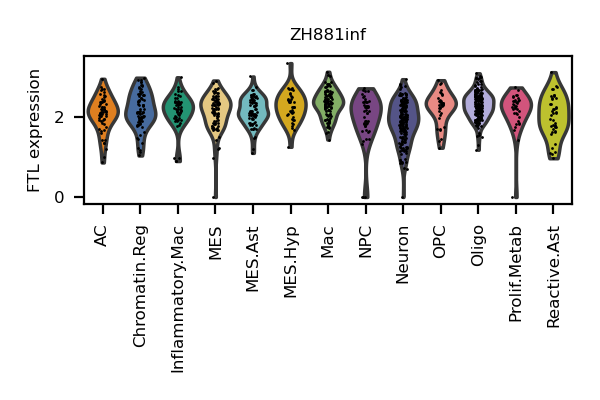 ZH881inf
FTL expression
2
0
AC
Chromatin.Reg
Inflammatory.Mac
MES
MES.Ast
MES.Hyp
Mac
NPC
Neuron
OPC
Oligo
Prolif.Metab
Reactive.Ast